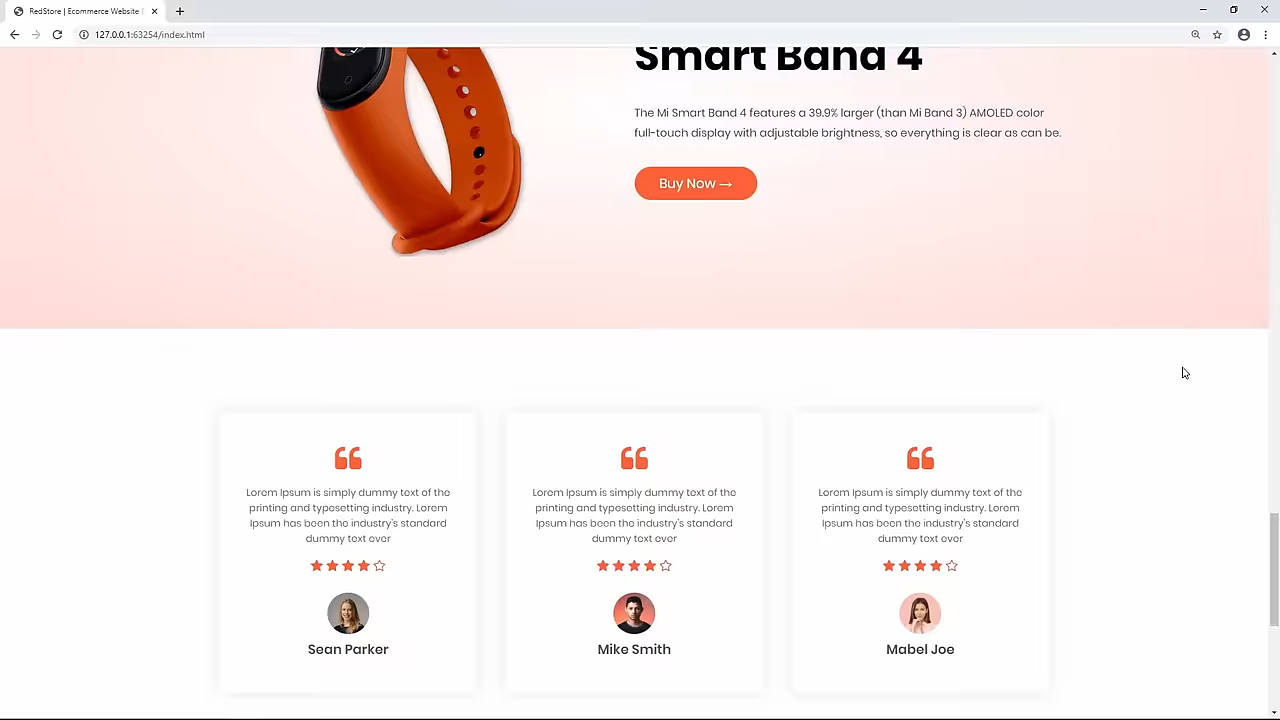 RedStore | Ecommerce Website
127.0.0.1:63254/index.html
Smart Band 4
The Mi Smart Band 4 features a 39.9% larger (than Mi Band 3) AMOLED color
full-touch display with adjustable brightness, so everything is clear as can be.
Buy Now →
Lorem Ipsum is simply dummy text of the
printing and typesetting industry. Lorem
Ipsum has been the industry's standard
dummy text ever
Sean Parker
Lorem Ipsum is simply dummy text of the
printing and typesetting industry. Lorem
Ipsum has been the industry's standard
dummy text ever
Mike Smith
Lorem Ipsum is simply dummy text of the
printing and typesetting industry. Lorem
Ipsum has been the industry's standard
dummy text ever
Mabel Joe